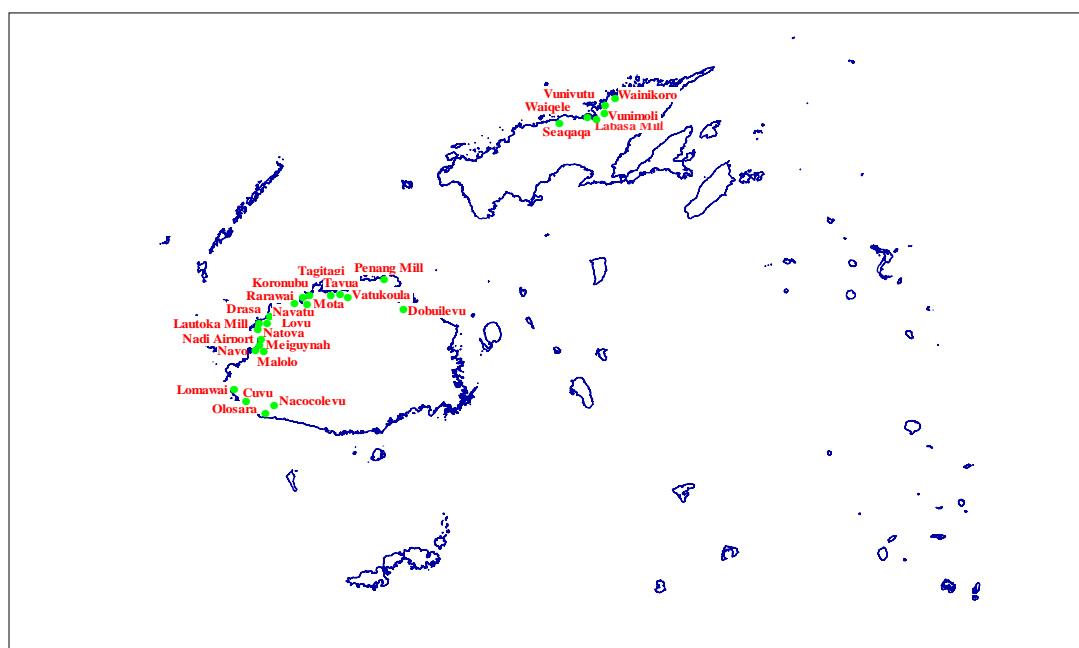 Vunivutu
Wainikoro
Waiqele
Vunimoli
Seaqaqa
Labasa Mill
Tagitagi
Penang Mill
Koronubu
Tavua
Rarawai
Mota
Vatukoula
Drasa
Navatu
Dobuilevu
Lautoka Mill
Lovu
Natova
Nadi Airport
Meiguynah
Navo
Malolo
Lomawai
Cuvu
Nacocolevu
Olosara